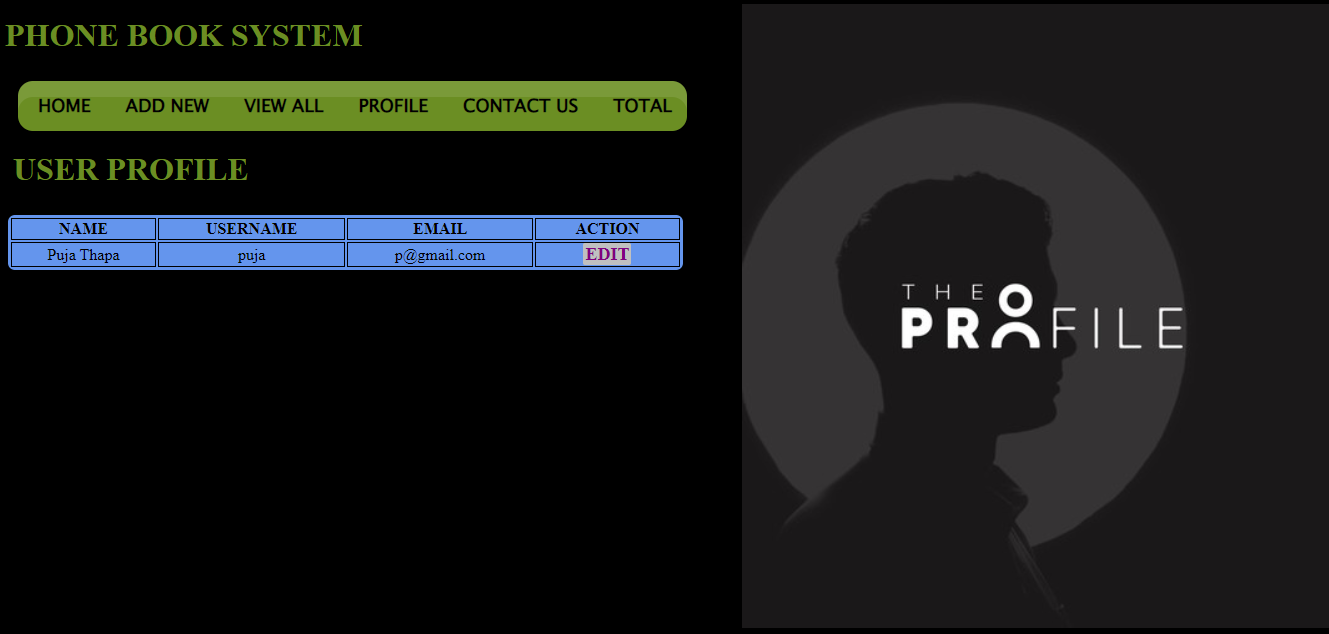 PHONE BOOK SYSTEM
HOME ADD NEW VIEW ALL PROFILE CONTACT US TOTAL
USER PROFILE
NAME USERNAME EMAIL ACTION
Puja Thapa puja p@gmail.com EDIT
THE
PROFILE